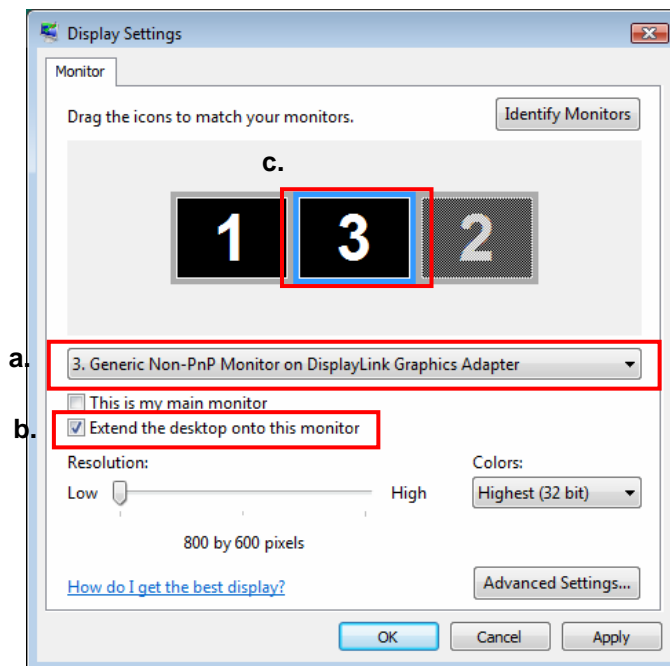 Display Settings
Monitor
Drag the icons to match your monitors.
Identify Monitors
c.
1 3 2
a.
3. Generic Non-PnP Monitor on DisplayLink Graphics Adapter
This is my main monitor
b.
Extend the desktop onto this monitor
Resolution:
Colors:
Low High
Highest (32 bit)
800 by 600 pixels
How do I get the best display?
Advanced Settings...
OK Cancel Apply